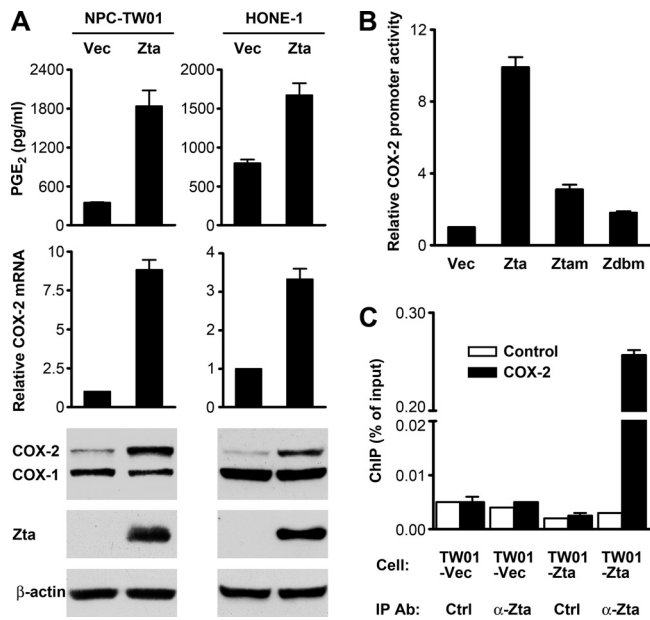 A
NPC-TW01
HONE-1
Vec Zta
Vec Zta
PGE₂ (pg/ml)
2400
1800
1200
600
0
2000
1500
1000
500
0
Relative COX-2 mRNA
10
7.5
5
2.5
0
4
3
2
1
0
COX-2
COX-1
Zta
β-actin
B
Relative COX-2 promoter activity
12
8
4
0
Vec Zta Ztam Zdbm
C
ChIP (% of input)
0.30
0.20
0.02
0.01
0.00
Control
COX-2
Cell: TW01 -Vec TW01 -Vec TW01 -Zta TW01 -Zta
IP Ab: Ctrl α-Zta Ctrl α-Zta